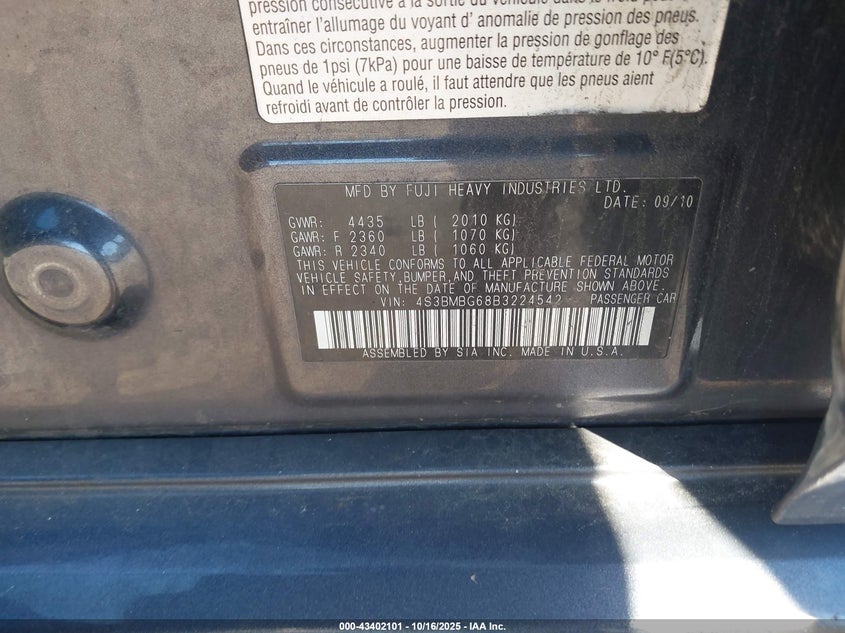 pression consécutive à la sortie du véhicule dans le froid peut
entraîner l'allumage du voyant d' anomalie de pression des pneus.
Dans ces circonstances, augmenter la pression de gonflage des
pneus de 1psi (7kPa) pour une baisse de température de 10° F(5°C).
Quand le véhicule a roulé, il faut attendre que les pneus aient
refroidi avant de contrôler la pression.
MFD BY FUJI HEAVY INDUSTRIES LTD.
DATE: 09/10
GVWR: 4435 LB ( 2010 KG)
GAWR: F 2360 LB ( 1070 KG)
GAWR: R 2340 LB ( 1060 KG)
THIS VEHICLE CONFORMS TO ALL APPLICABLE FEDERAL MOTOR
VEHICLE SAFETY,BUMPER,AND THEFT PREVENTION STANDARDS
IN EFFECT ON THE DATE OF MANUFACTURE SHOWN ABOVE.
VIN: 4S3BMBG68B3224542 PASSENGER CAR
ASSEMBLED BY SIA INC. MADE IN U.S.A.
000-43402101 - 10/16/2025 - IAA Inc.